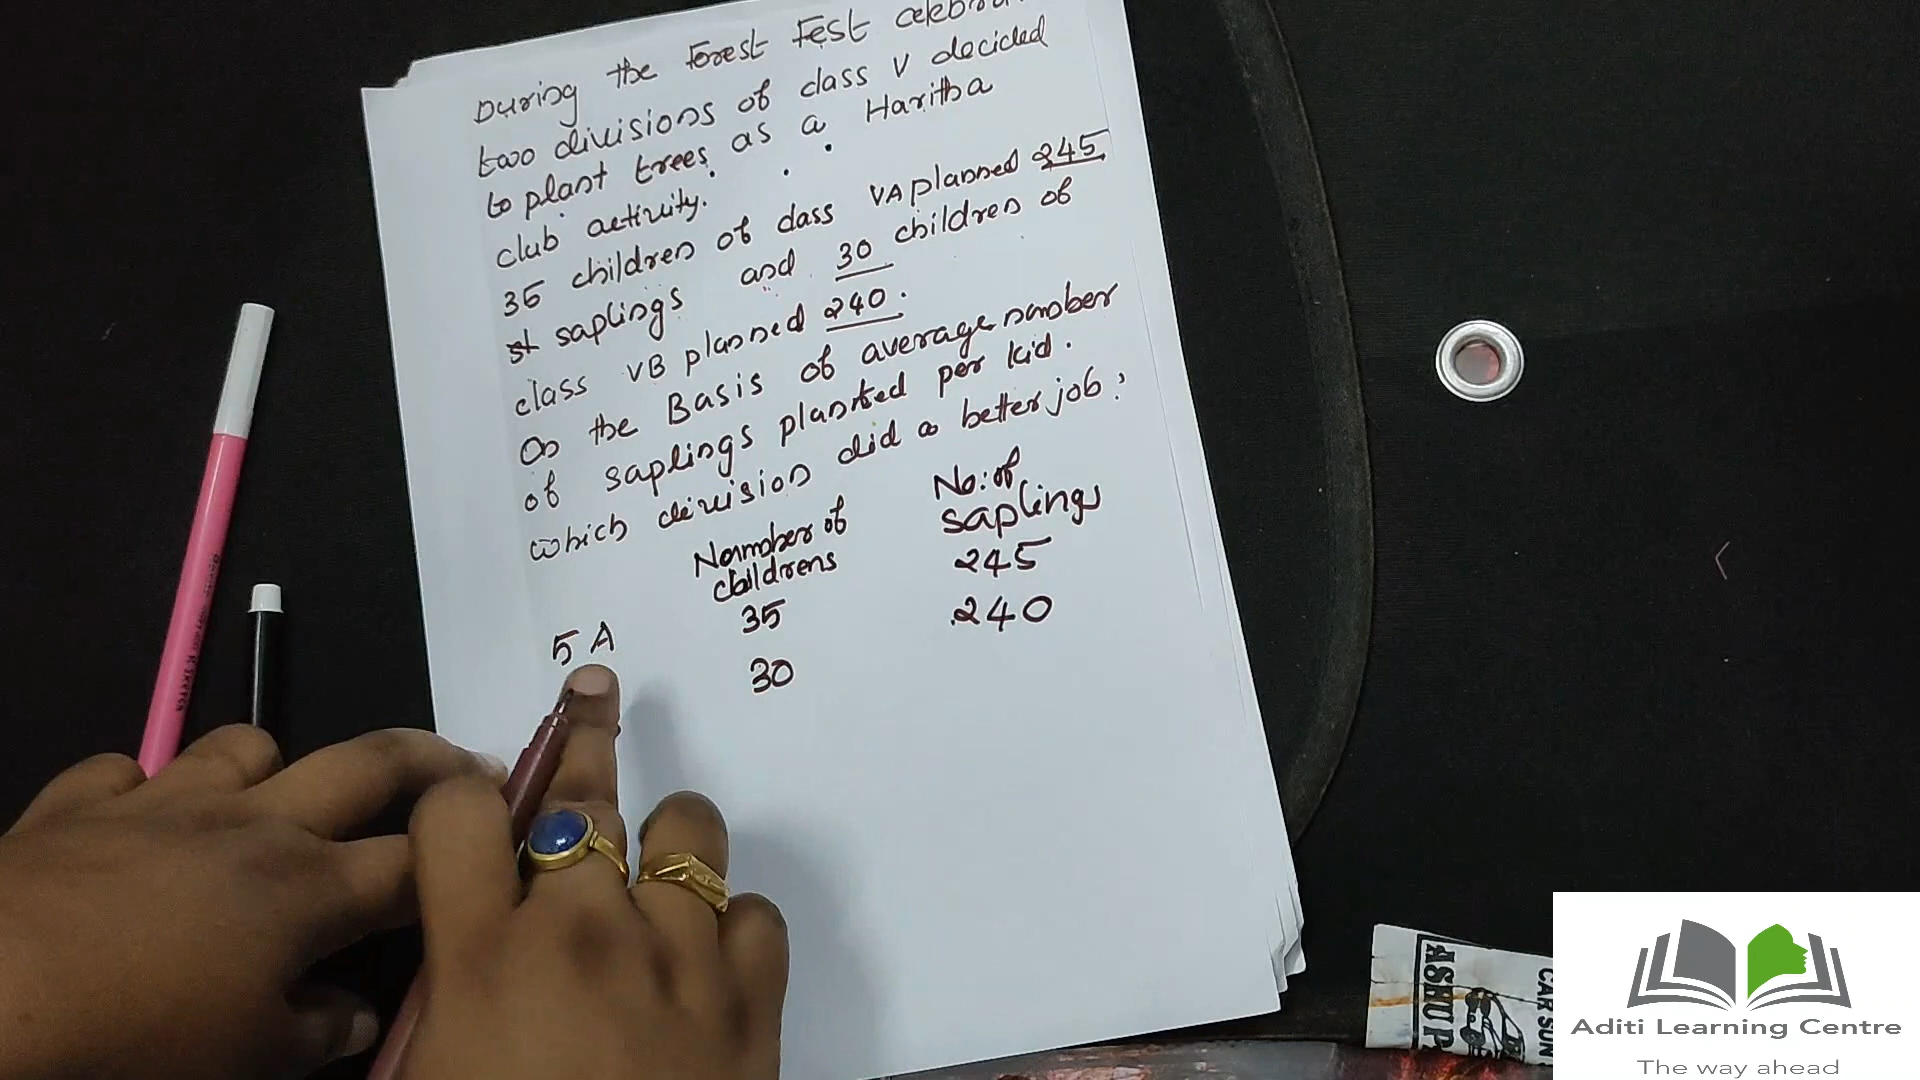 During the Forest Fest
two divisions of class V decided
to plant trees as a Haritha
club activity.
35 children of class VA planned 245
saplings and 30 children of
class VB planned 240.
On the Basis of average number
of saplings planted per kid.
which division did a better job?
Number of
childrens
No: of
saplings
5 A 35 245
30 240
ASHU P
CAR SUN
Aditi Learning Centre
The way ahead